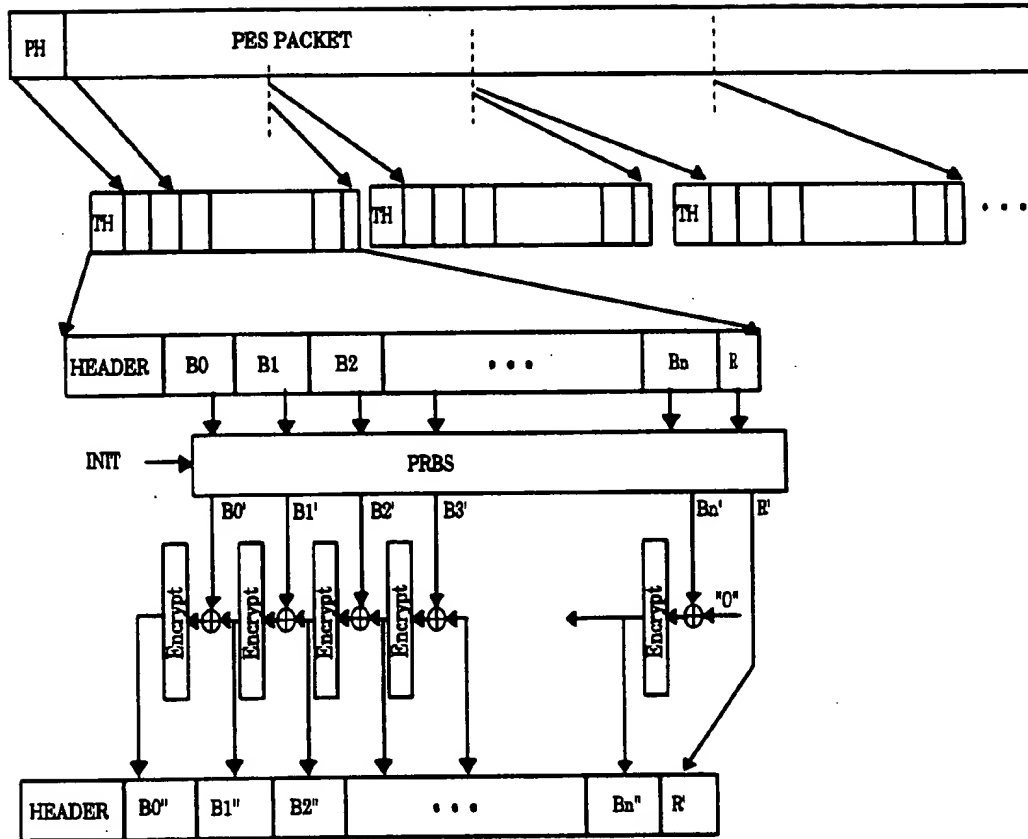 PH PES PACKET
TH TH TH • • •
HEADER B0 B1 B2 • • • Bn R
INIT PRBS
B0' B1' B2' B3' Bn' R'
Encrypt Encrypt Encrypt Encrypt Encrypt "0"
HEADER B0" B1" B2" • • • Bn" R'